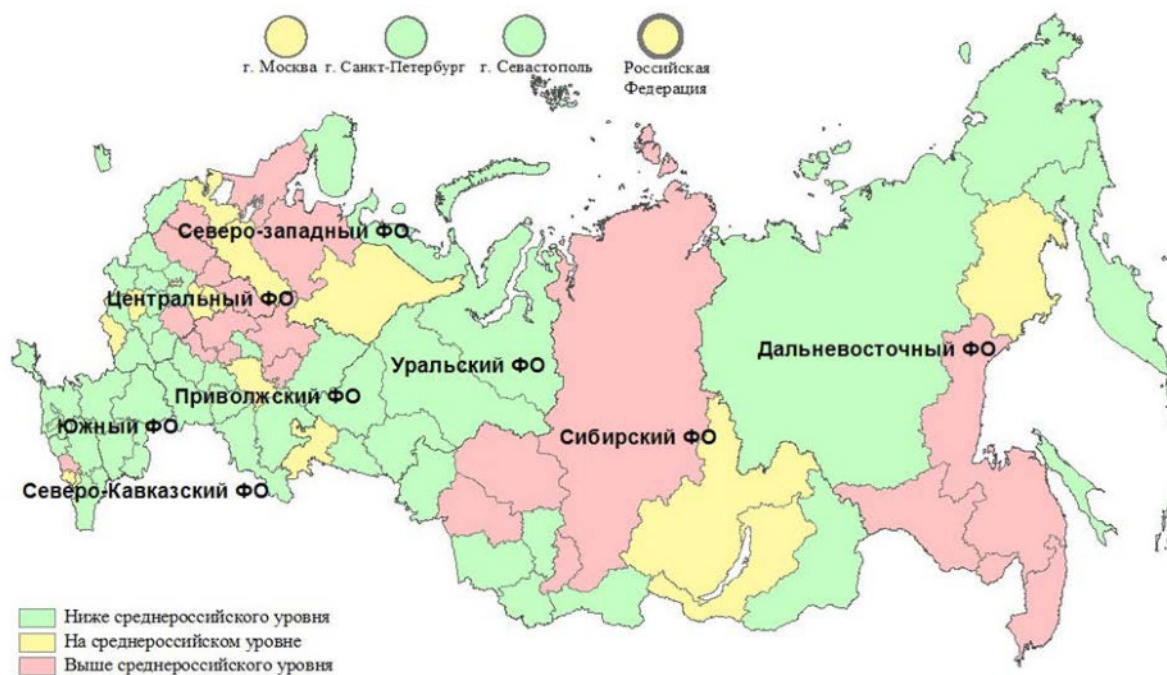 г. Москва г. Санкт-Петербург г. Севастополь Российская
Федерация
Северо-западный ФО
Центральный ФО
Уральский ФО
Дальневосточный ФО
Приволжский ФО
Южный ФО
Сибирский ФО
Северо-Кавказский ФО
Ниже среднероссийского уровня
На среднероссийском уровне
Выше среднероссийского уровня